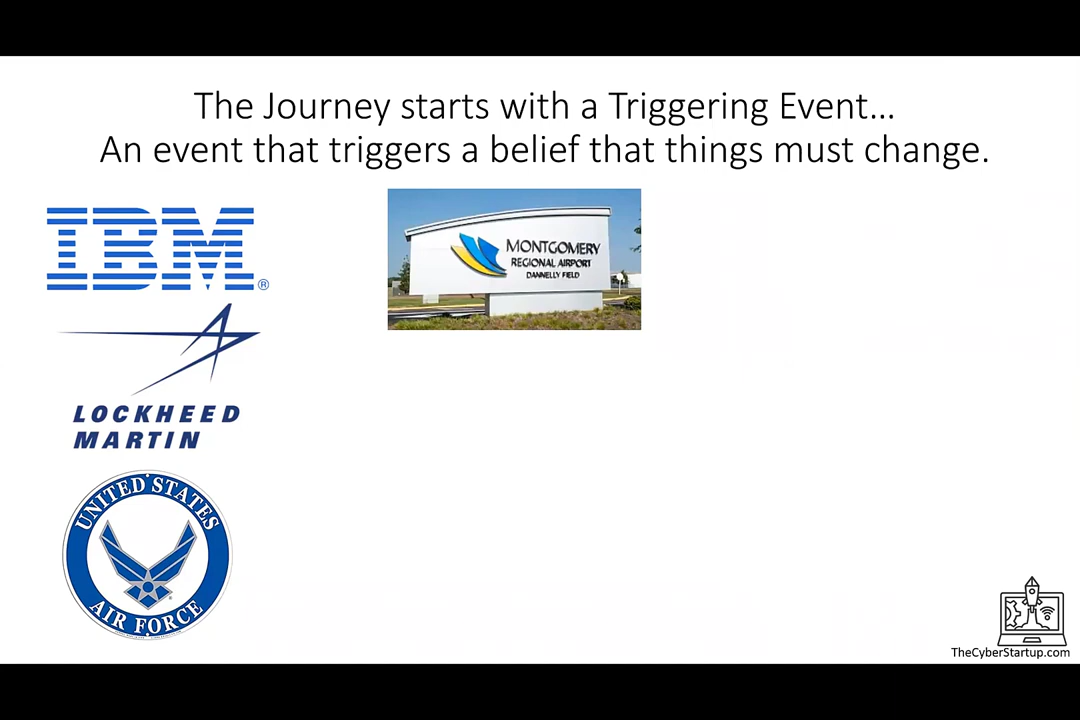 The Journey starts with a Triggering Event...
An event that triggers a belief that things must change.
IBM®
MONTGOMERY
REGIONAL AIRPORT
DANNELLY FIELD
LOCKHEED
MARTIN
UNITED STATES
AIR FORCE
TheCyberStartup.com